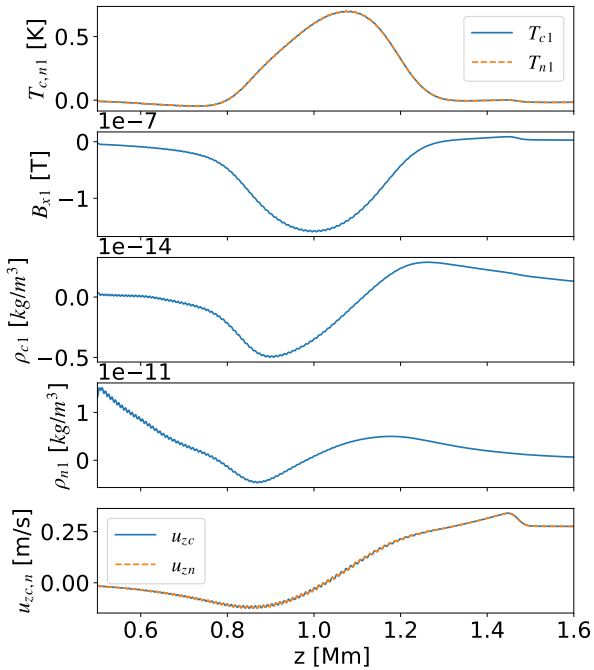 T_{c,n1} [K]
0.5
0.0
T_{c1}
T_{n1}
1e-7
B_{x1} [T]
0
−1
1e-14
ρ_{c1} [kg/m^3]
0.0
−0.5
1e-11
ρ_{n1} [kg/m^3]
1
0
u_{zc,n} [m/s]
0.25
0.00
u_{zc}
u_{zn}
0.6 0.8 1.0 1.2 1.4 1.6
z [Mm]